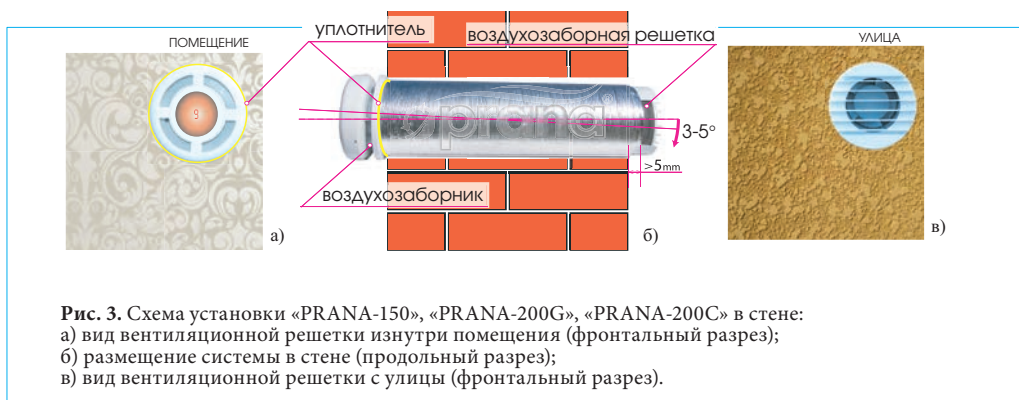 уплотнитель
воздухозаборная решетка
ПОМЕЩЕНИЕ
УЛИЦА
prana®
3-5°
>5mm
воздухозаборник
а)
б)
в)
Рис. 3. Схема установки «PRANA-150», «PRANA-200G», «PRANA-200C» в стене:
а) вид вентиляционной решетки изнутри помещения (фронтальный разрез);
б) размещение системы в стене (продольный разрез);
в) вид вентиляционной решетки с улицы (фронтальный разрез).